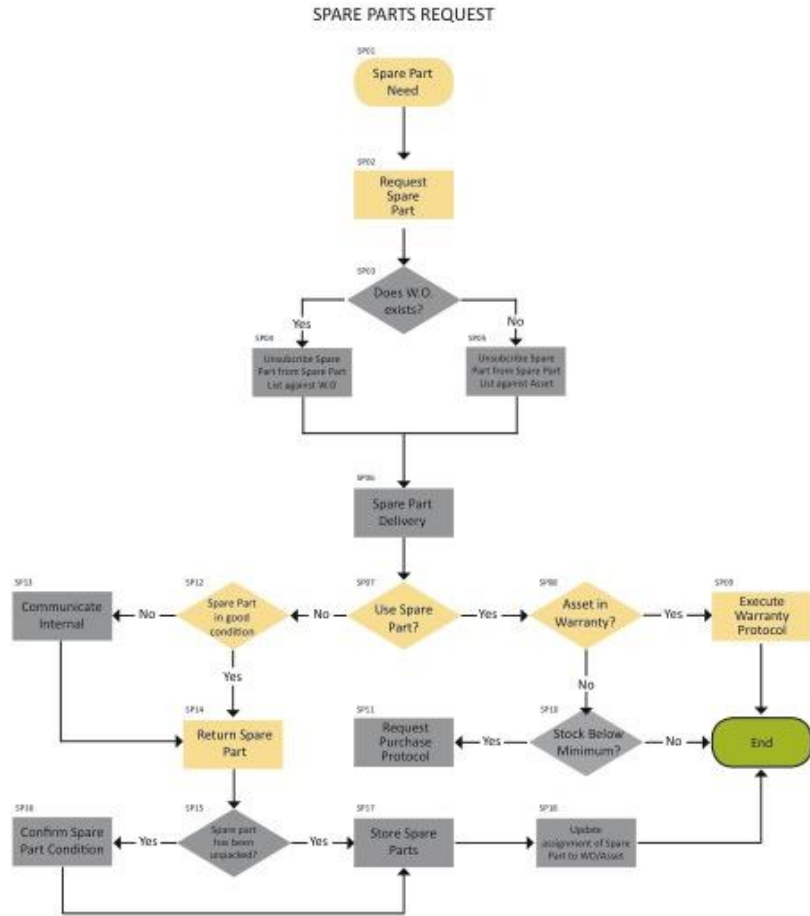 SPARE PARTS REQUEST
SP01
Spare Part
Need
SP02
Request
Spare
Part
SP03
Does W.O.
exists?
Yes
No
SP04
Unsubscribe Spare
Part from Spare Part
List against W.O
SP05
Unsubscribe Spare
Part from Spare Part
List against Asset
SP06
Spare Part
Delivery
SP13
Communicate
Internal
No
SP12
Spare Part
in good
condition
No
SP07
Use Spare
Part?
Yes
SP08
Asset in
Warranty?
Yes
SP09
Execute
Warranty
Protocol
Yes
No
SP14
Return Spare
Part
SP11
Request
Purchase
Protocol
Yes
SP10
Stock Below
Minimum?
No
End
SP16
Confirm Spare
Part Condition
Yes
SP15
Spare part
has been
unpacked?
Yes
SP17
Store Spare
Parts
Update
assignment of Spare
Part to WO/Asset